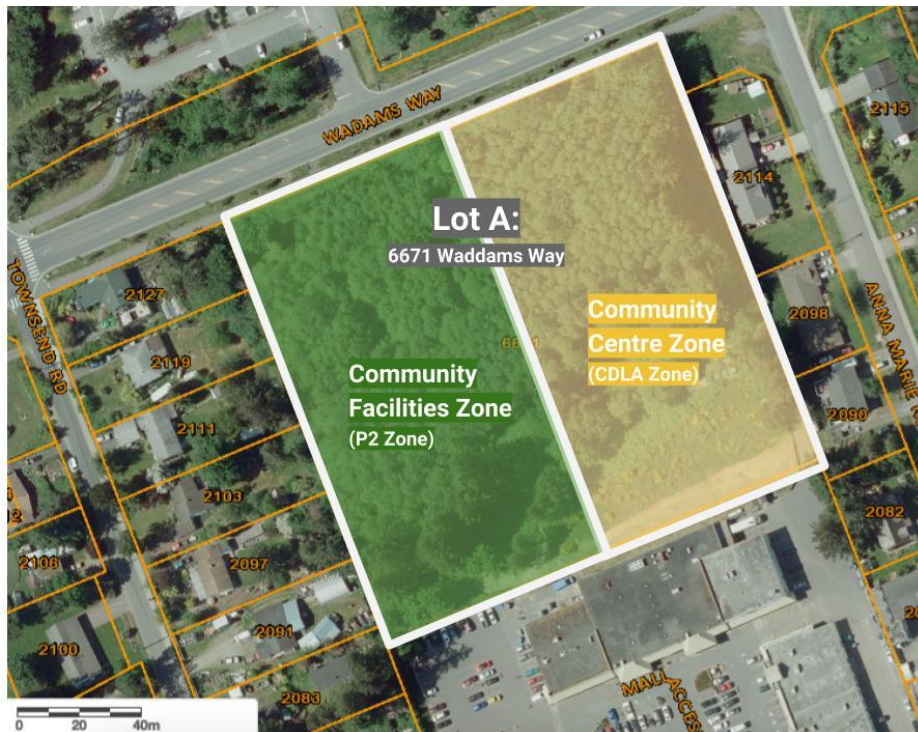 WADAMS WAY
Lot A:
6671 Waddams Way
2115
2114
TOWNSEND RD
2127
ANNA MARIE
2098
Community
Centre Zone
(CDLA Zone)
2119
Community
Facilities Zone
(P2 Zone)
2111
2090
2103
2082
2106
2097
2091
2100
2083
MALL ACCES
0 20 40m